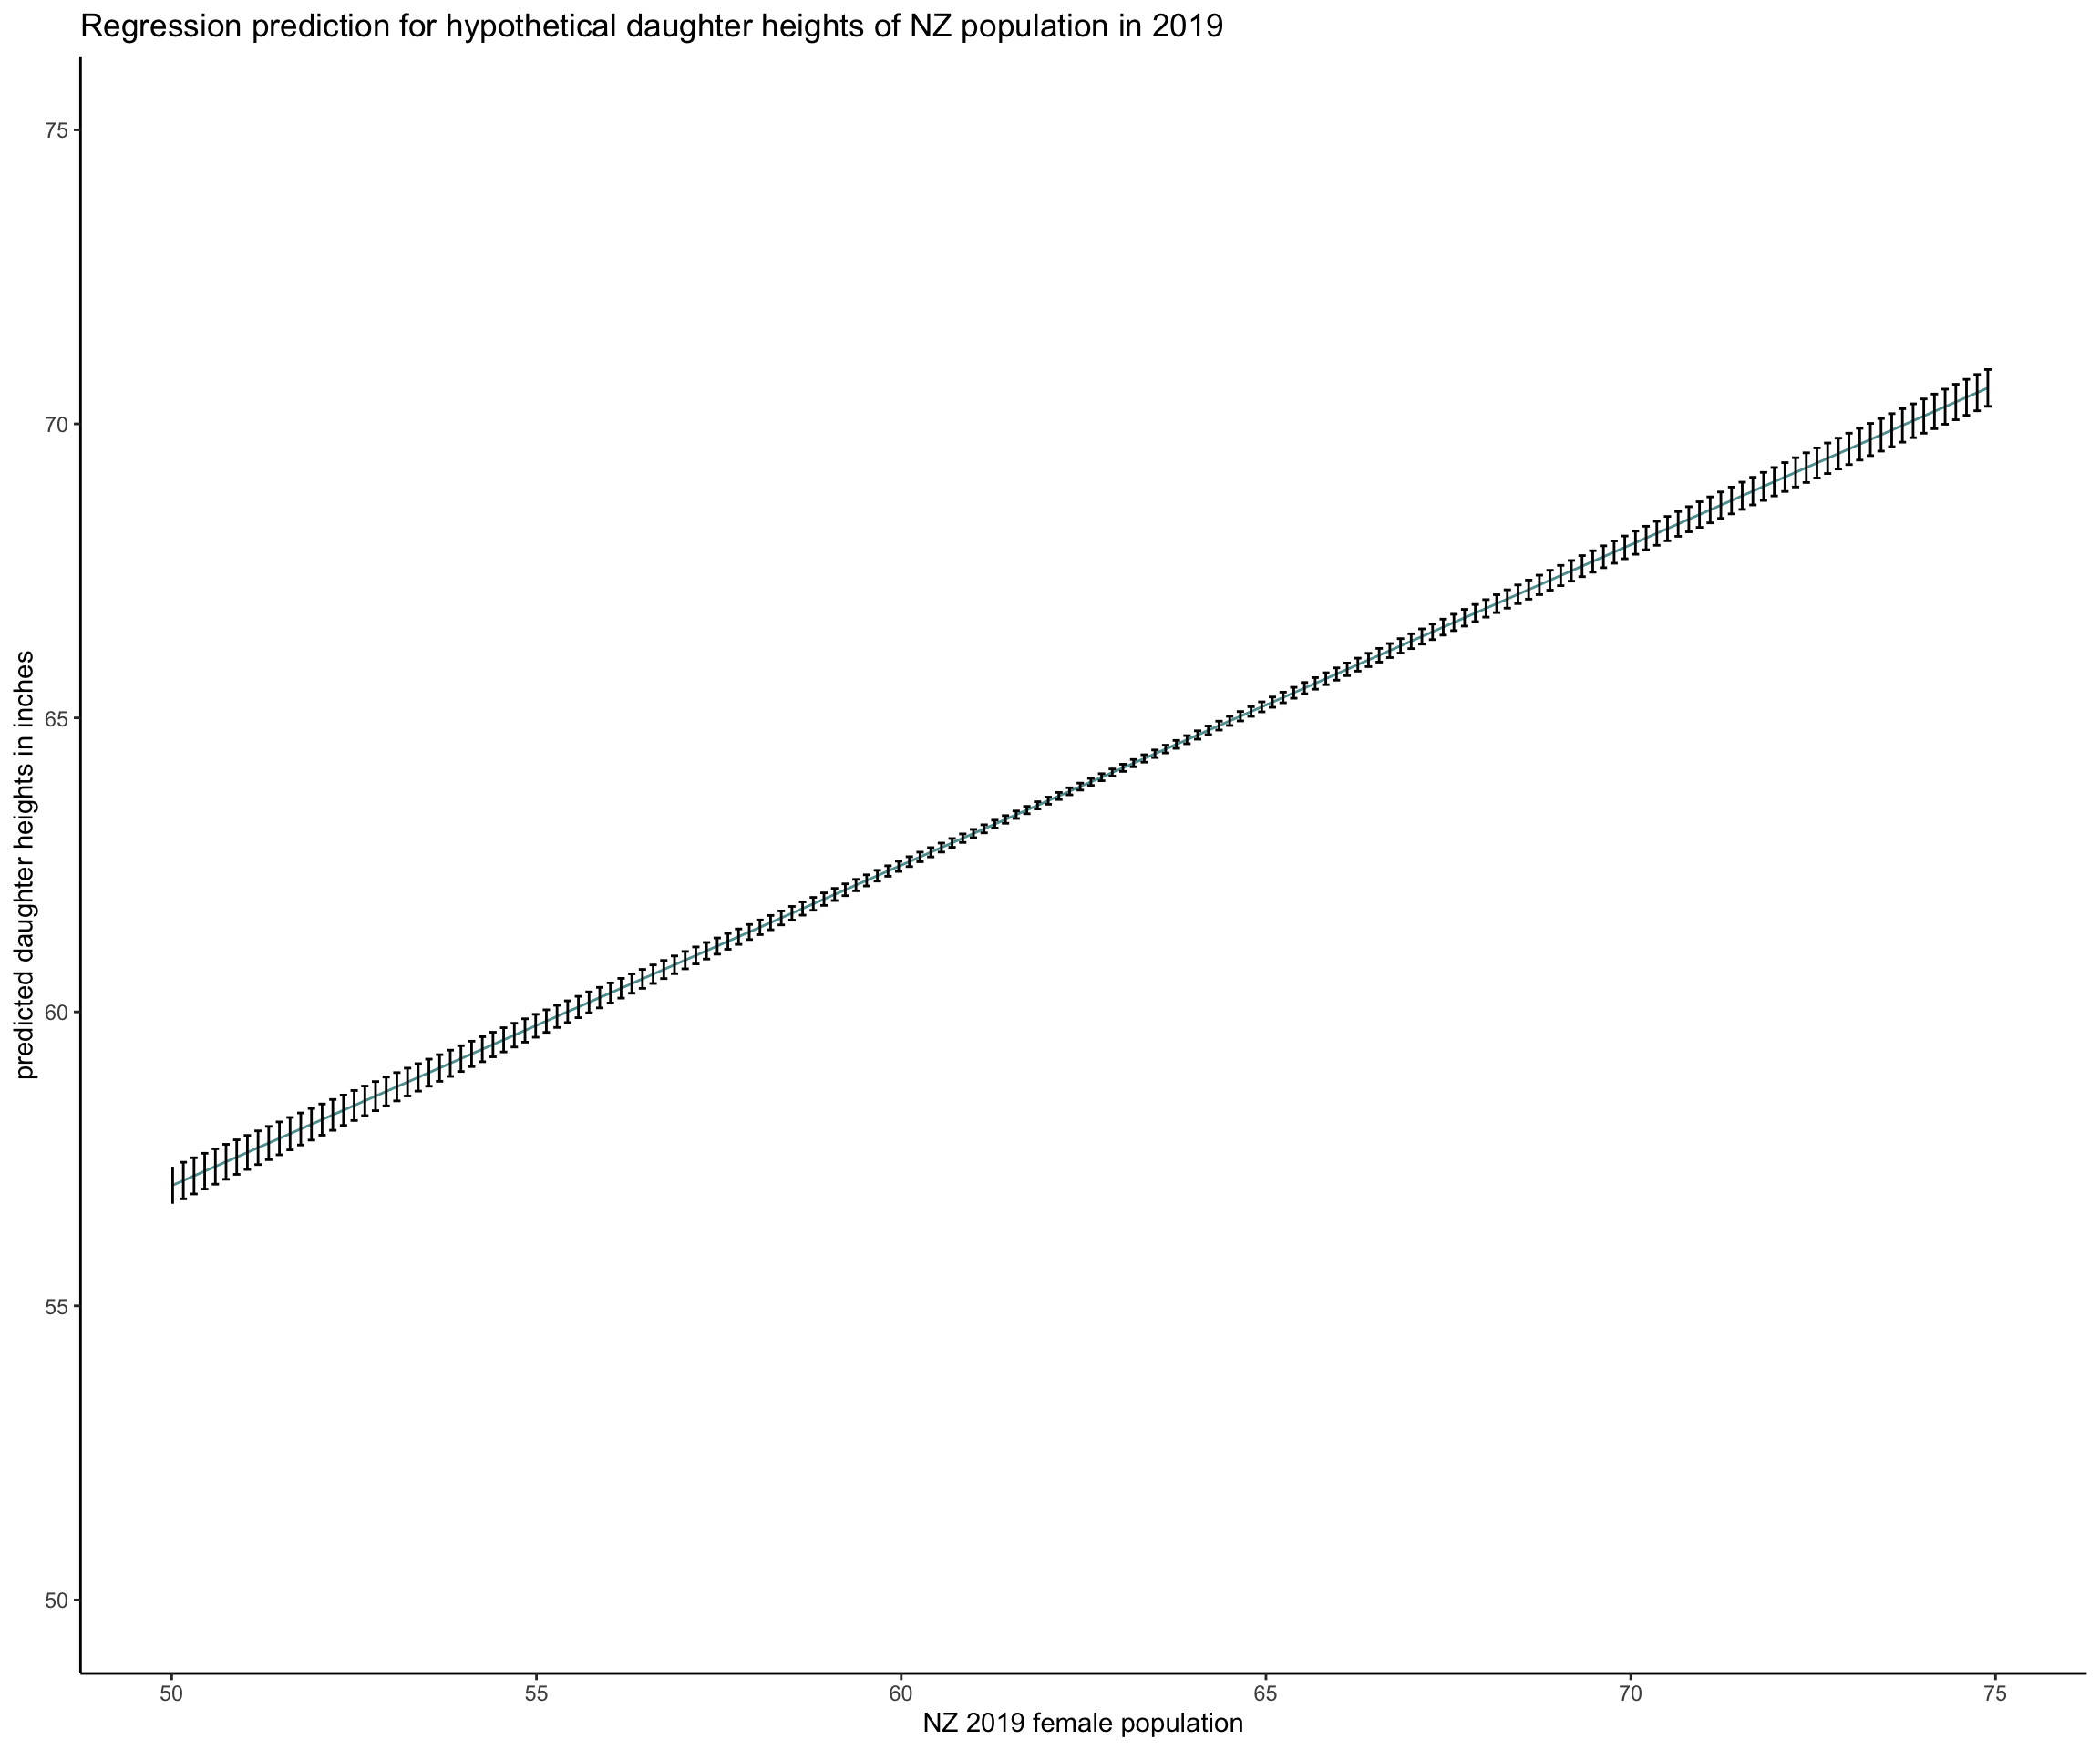 Regression prediction for hypothetical daughter heights of NZ population in 2019
predicted daughter heights in inches
75
70
65
60
55
50
50 55 60 65 70 75
NZ 2019 female population